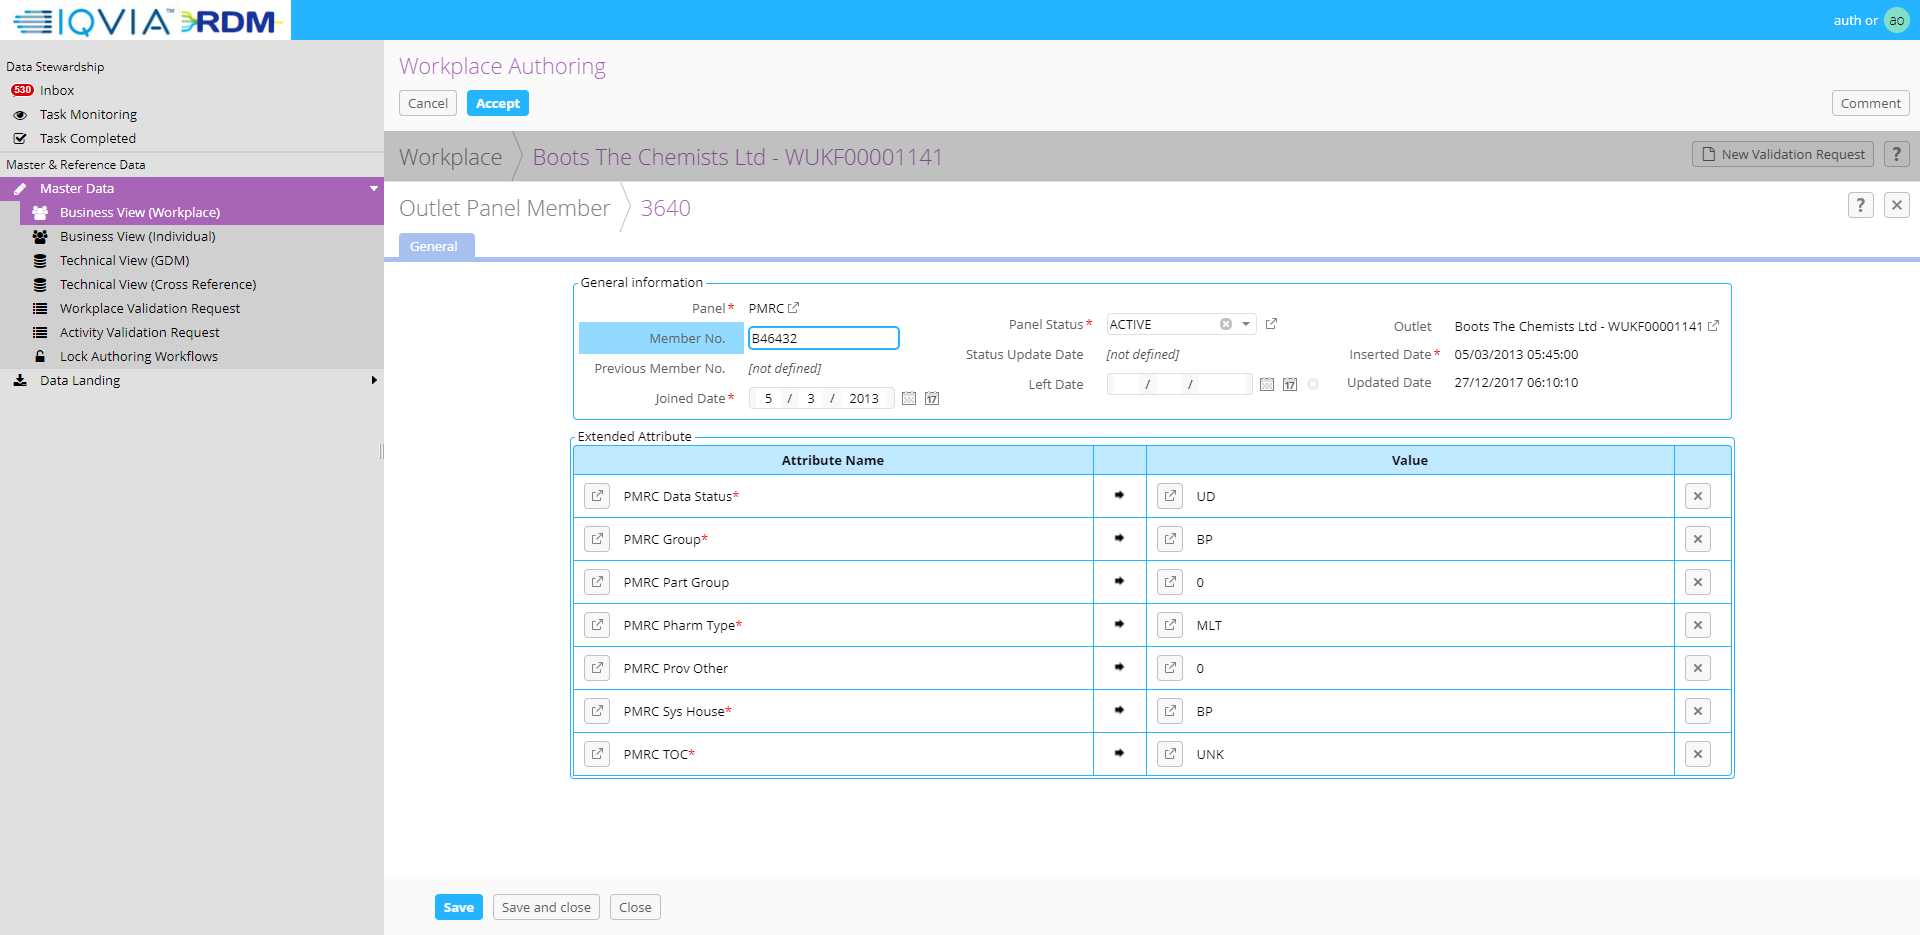 IQVIA™ RDM
auth or ao
Data Stewardship
530 Inbox
Task Monitoring
Task Completed
Master & Reference Data
Master Data
Business View (Workplace)
Business View (Individual)
Technical View (GDM)
Technical View (Cross Reference)
Workplace Validation Request
Activity Validation Request
Lock Authoring Workflows
Data Landing
Workplace Authoring
Cancel Accept Comment
Workplace Boots The Chemists Ltd - WUKF00001141 New Validation Request ?
Outlet Panel Member 3640 ?
General
General information
Panel* PMRC
Member No. B46432
Previous Member No. [not defined]
Joined Date* 5 / 3 / 2013 17
Panel Status* ACTIVE
Status Update Date [not defined]
Left Date / / 17
Outlet Boots The Chemists Ltd - WUKF00001141
Inserted Date* 05/03/2013 05:45:00
Updated Date 27/12/2017 06:10:10
Extended Attribute
Attribute Name Value
PMRC Data Status* UD
PMRC Group* BP
PMRC Part Group 0
PMRC Pharm Type* MLT
PMRC Prov Other 0
PMRC Sys House* BP
PMRC TOC* UNK
Save Save and close Close